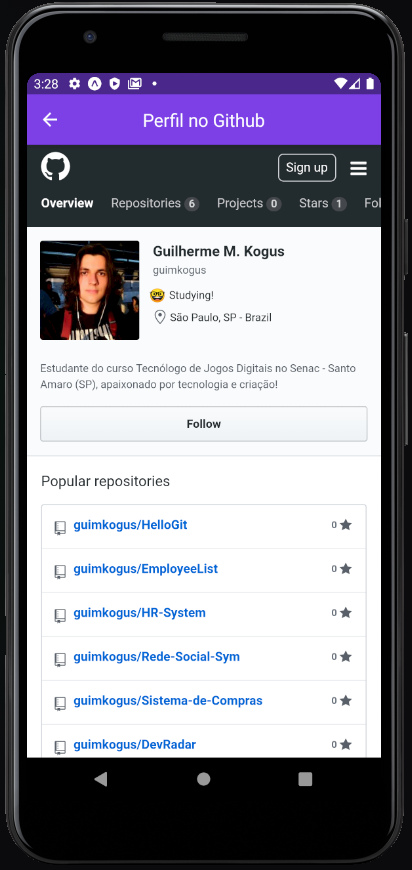 3:28
Perfil no Github
Sign up
Overview Repositories 6 Projects 0 Stars 1 Fol
Guilherme M. Kogus
guimkogus
Studying!
São Paulo, SP - Brazil
Estudante do curso Tecnólogo de Jogos Digitais no Senac - Santo
Amaro (SP), apaixonado por tecnologia e criação!
Follow
Popular repositories
guimkogus/HelloGit 0
guimkogus/EmployeeList 0
guimkogus/HR-System 0
guimkogus/Rede-Social-Sym 0
guimkogus/Sistema-de-Compras 0
guimkogus/DevRadar 0